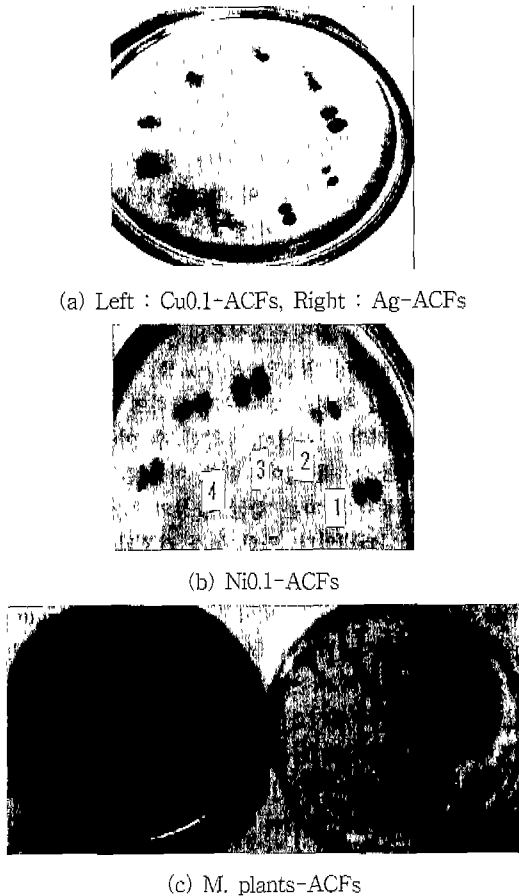 (a) Left : Cu0.1-ACFs, Right : Ag-ACFs
4 3 2 1
(b) Ni0.1-ACFs
(c) M. plants-ACFs